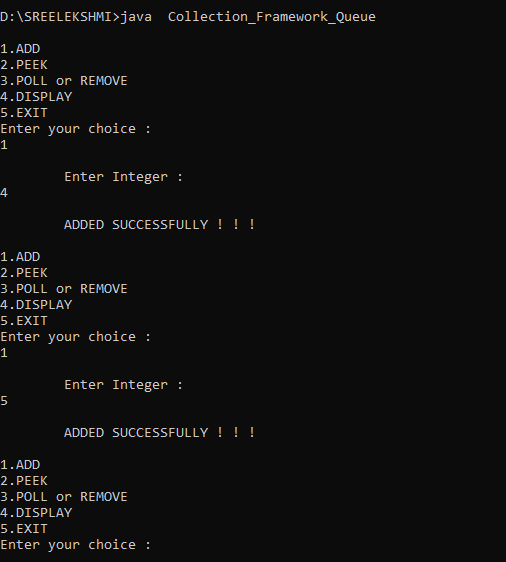 D:\SREELEKSHMI>java  Collection_Framework_Queue
1.ADD
2.PEEK
3.POLL or REMOVE
4.DISPLAY
5.EXIT
Enter your choice :
1
Enter Integer :
4
ADDED SUCCESSFULLY ! ! !
1.ADD
2.PEEK
3.POLL or REMOVE
4.DISPLAY
5.EXIT
Enter your choice :
1
Enter Integer :
5
ADDED SUCCESSFULLY ! ! !
1.ADD
2.PEEK
3.POLL or REMOVE
4.DISPLAY
5.EXIT
Enter your choice :